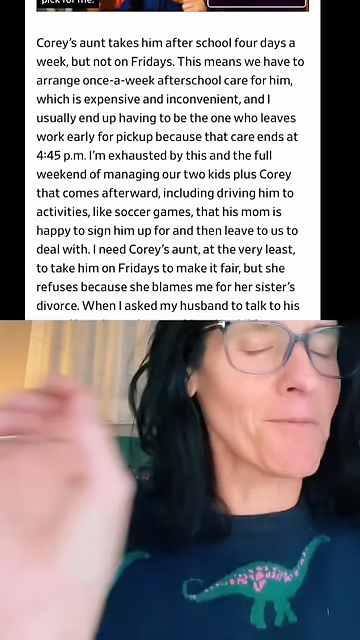 pick for me.
Corey's aunt takes him after school four days a
week, but not on Fridays. This means we have to
arrange once-a-week afterschool care for him,
which is expensive and inconvenient, and I
usually end up having to be the one who leaves
work early for pickup because that care ends at
4:45 p.m. I'm exhausted by this and the full
weekend of managing our two kids plus Corey
that comes afterward, including driving him to
activities, like soccer games, that his mom is
happy to sign him up for and then leave to us to
deal with. I need Corey's aunt, at the very least,
to take him on Fridays to make it fair, but she
refuses because she blames me for her sister's
divorce. When I asked my husband to talk to his